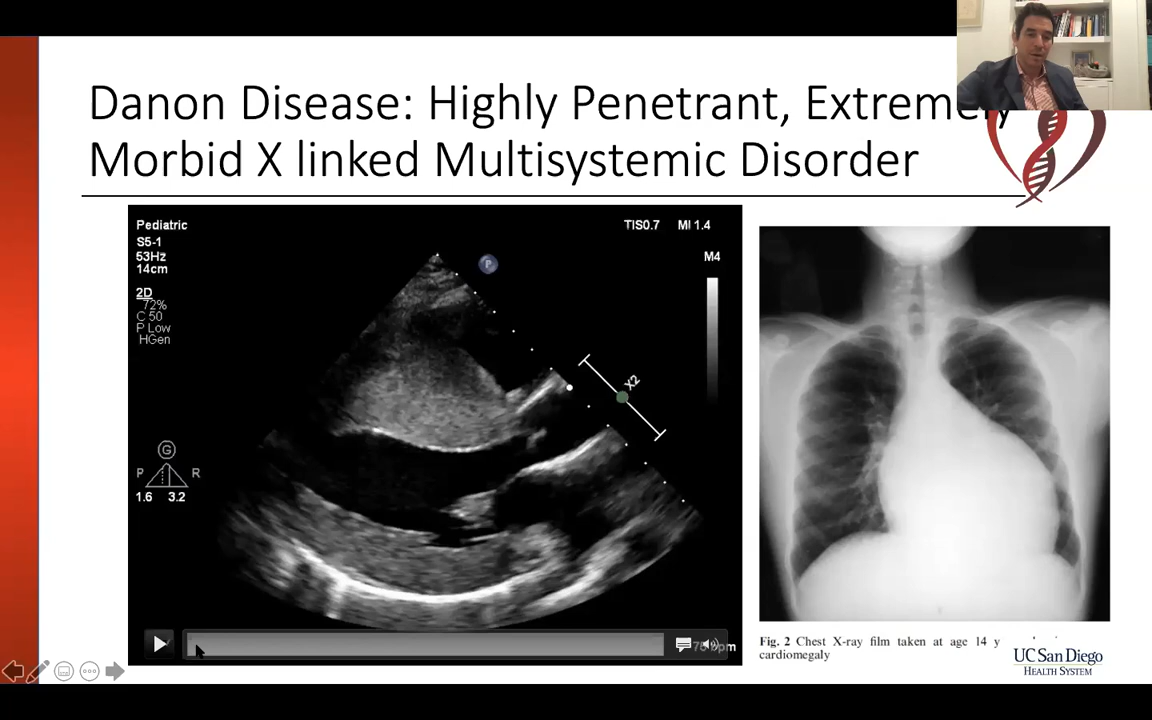 Danon Disease: Highly Penetrant, Extremely
Morbid X linked Multisystemic Disorder
Pediatric
S5-1
53Hz
14cm
2D
72%
C 50
P Low
HGen
TIS0.7 MI 1.4
M4
P
X2
G
P R
1.6 3.2
Fig. 2 Chest X-ray film taken at age 14 y
cardiomegaly
UC San Diego
HEALTH SYSTEM